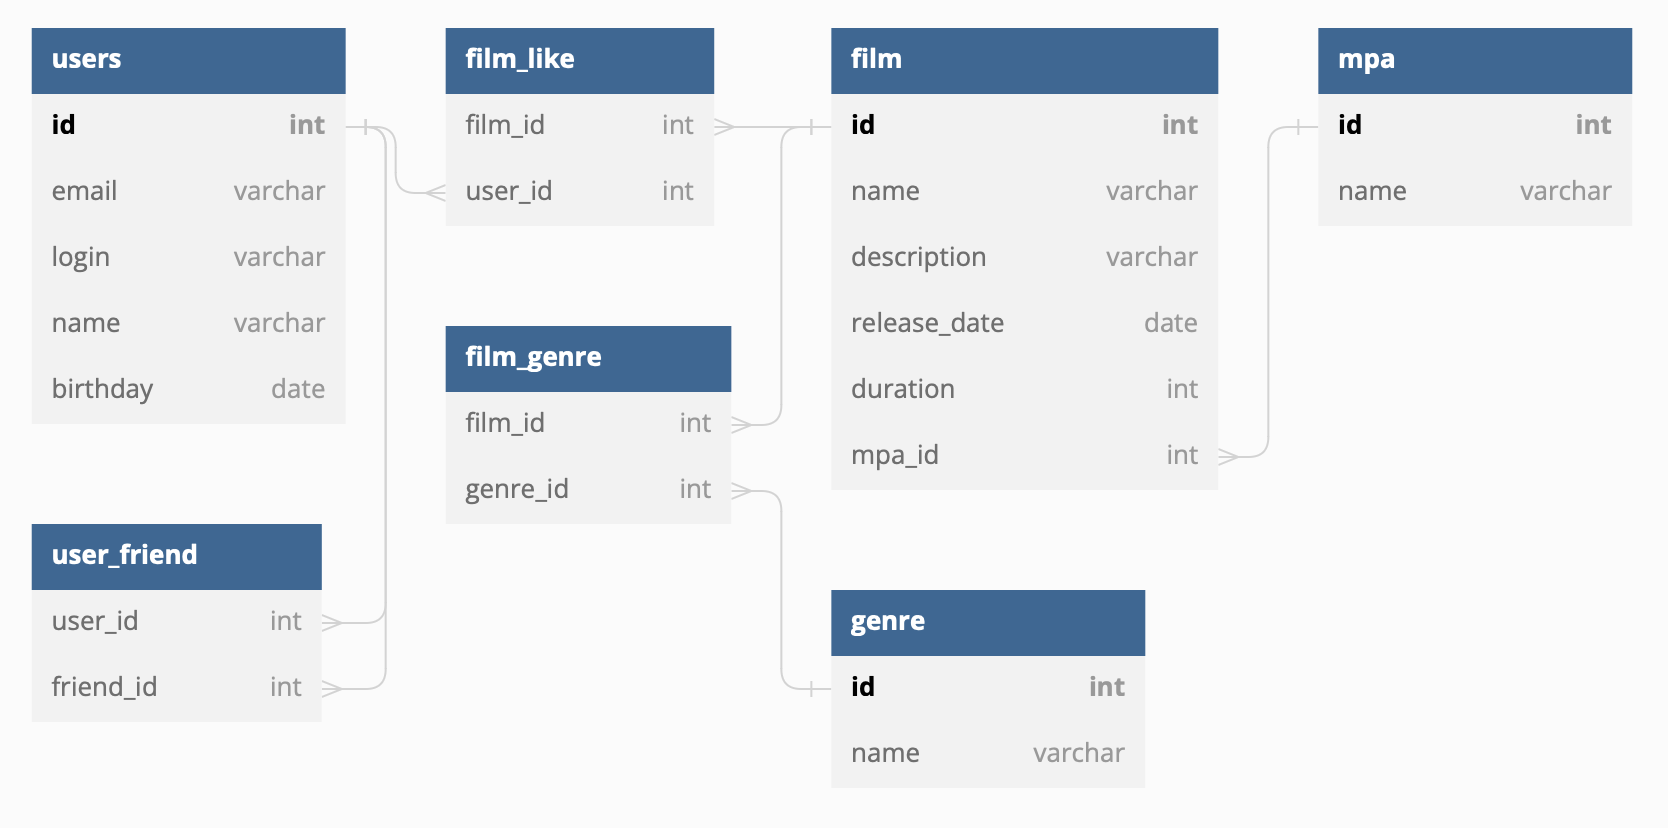 users
id int
email varchar
login varchar
name varchar
birthday date
film_like
film_id int
user_id int
film
id int
name varchar
description varchar
release_date date
duration int
mpa_id int
mpa
id int
name varchar
film_genre
film_id int
genre_id int
user_friend
user_id int
friend_id int
genre
id int
name varchar